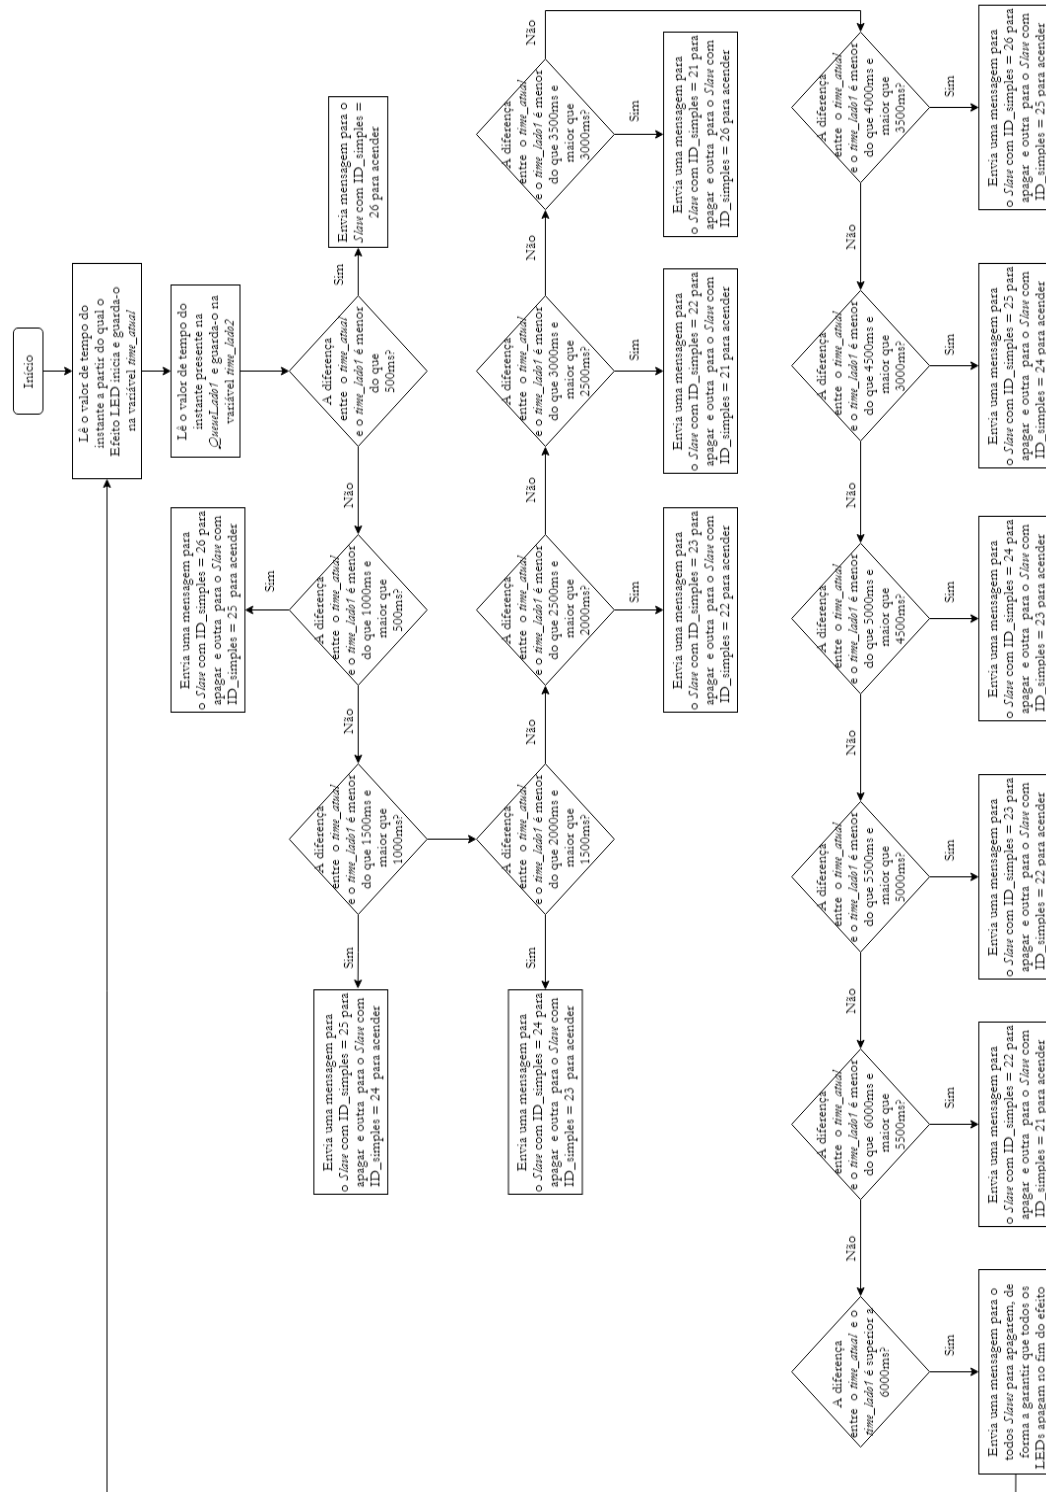 Início
Lê o valor de tempo do
instante a partir do qual o
Efeito LED inicia e guarda-o
na variável time_atual
Lê o valor de tempo do
instante presente na
QueueLado1 e guarda-o na
variável time_lado2
A diferença
entre o time_atual
e o time_lado1 é menor
do que
500ms?
Sim
Envia mensagem para o
Slave com ID_simples =
26 para acender
Não
A diferença
entre o time_atual
e o time_lado1 é menor
do que 1000ms e
maior que
500ms?
Sim
Envia uma mensagem para
o Slave com ID_simples = 26 para
apagar e outra para o Slave com
ID_simples = 25 para acender
Não
A diferença
entre o time_atual
e o time_lado1 é menor
do que 1500ms e
maior que
1000ms?
Sim
Envia uma mensagem para
o Slave com ID_simples = 25 para
apagar e outra para o Slave com
ID_simples = 24 para acender
A diferença
entre o time_atual
e o time_lado1 é menor
do que 2000ms e
maior que
1500ms?
Sim
Envia uma mensagem para
o Slave com ID_simples = 24 para
apagar e outra para o Slave com
ID_simples = 23 para acender
Não
A diferença
entre o time_atual
e o time_lado1 é menor
do que 2500ms e
maior que
2000ms?
Sim
Envia uma mensagem para
o Slave com ID_simples = 23 para
apagar e outra para o Slave com
ID_simples = 22 para acender
Não
A diferença
entre o time_atual
e o time_lado1 é menor
do que 3000ms e
maior que
2500ms?
Sim
Envia uma mensagem para
o Slave com ID_simples = 22 para
apagar e outra para o Slave com
ID_simples = 21 para acender
Não
A diferença
entre o time_atual
e o time_lado1 é menor
do que 3500ms e
maior que
3000ms?
Sim
Envia uma mensagem para
o Slave com ID_simples = 21 para
apagar e outra para o Slave com
ID_simples = 26 para acender
Não
A diferença
entre o time_atual
e o time_lado1 é menor
do que 4000ms e
maior que
3500ms?
Sim
Envia uma mensagem para
o Slave com ID_simples = 26 para
apagar e outra para o Slave com
ID_simples = 25 para acender
Não
A diferença
entre o time_atual
e o time_lado1 é menor
do que 4500ms e
maior que
3000ms?
Sim
Envia uma mensagem para
o Slave com ID_simples = 25 para
apagar e outra para o Slave com
ID_simples = 24 para acender
Não
A diferença
entre o time_atual
e o time_lado1 é menor
do que 5000ms e
maior que
4500ms?
Sim
Envia uma mensagem para
o Slave com ID_simples = 24 para
apagar e outra para o Slave com
ID_simples = 23 para acender
Não
A diferença
entre o time_atual
e o time_lado1 é menor
do que 5500ms e
maior que
5000ms?
Sim
Envia uma mensagem para
o Slave com ID_simples = 23 para
apagar e outra para o Slave com
ID_simples = 22 para acender
Não
A diferença
entre o time_atual
e o time_lado1 é menor
do que 6000ms e
maior que
5500ms?
Sim
Envia uma mensagem para
o Slave com ID_simples = 22 para
apagar e outra para o Slave com
ID_simples = 21 para acender
Não
A diferença
entre o time_atual e o
time_lado1 é superior a
6000ms?
Sim
Envia uma mensagem para o
todos Slaves para apagarem, de
forma a garantir que todos os
LEDs apagam no fim do efeito